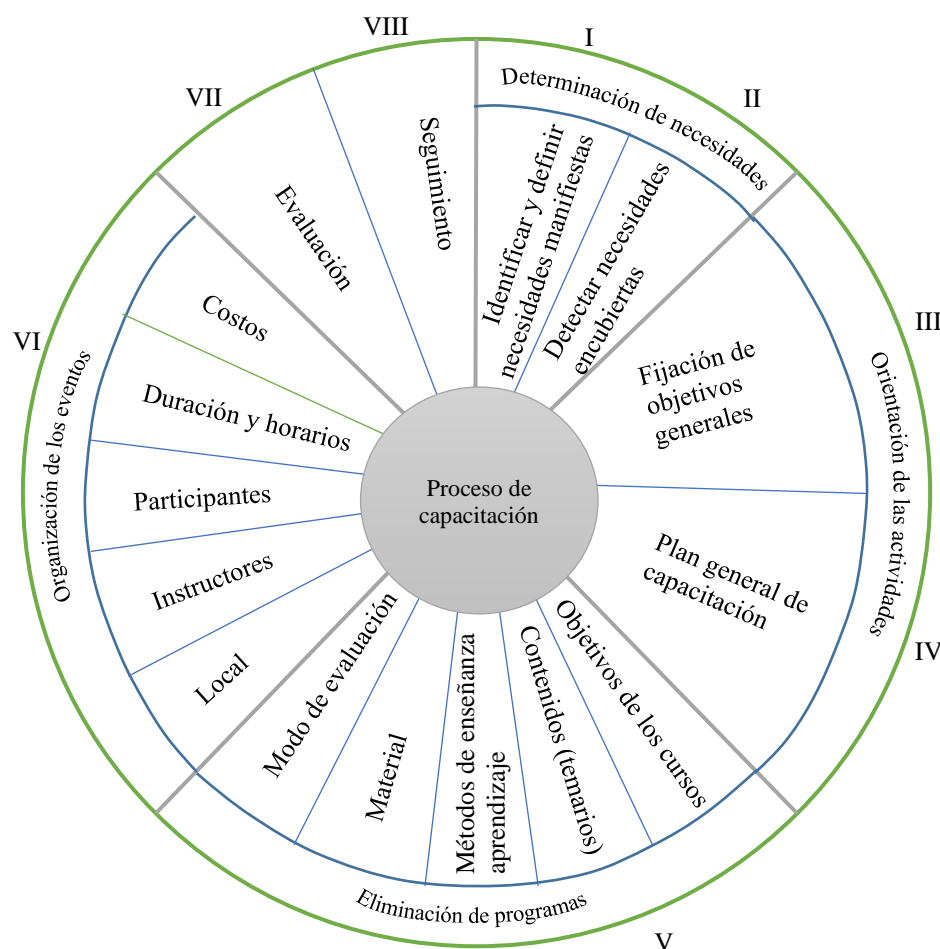 VIII
I
II
VII
Determinación de necesidades
Identificar y definir
necesidades manifiestas
Detectar necesidades
encubiertas
Seguimiento
Evaluación
III
Orientación de las actividades
Fijación de
objetivos
generales
Plan general de
capacitación
IV
Proceso de
capacitación
VI
Organización de los eventos
Costos
Duración y horarios
Participantes
Instructores
Local
Modo de evaluación
Material
Métodos de enseñanza
aprendizaje
Contenidos (temarios)
Objetivos de los cursos
Eliminación de programas
V